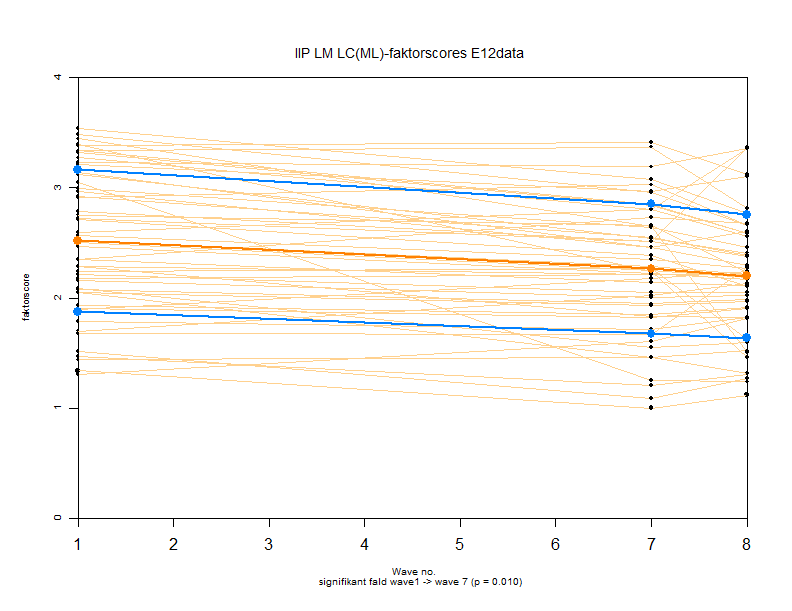 IIP LM LC(ML)-faktorscores E12data
4
3
2
1
0
faktorscore
1 2 3 4 5 6 7 8
Wave no.
signifikant fald wave1 -> wave 7 (p = 0.010)